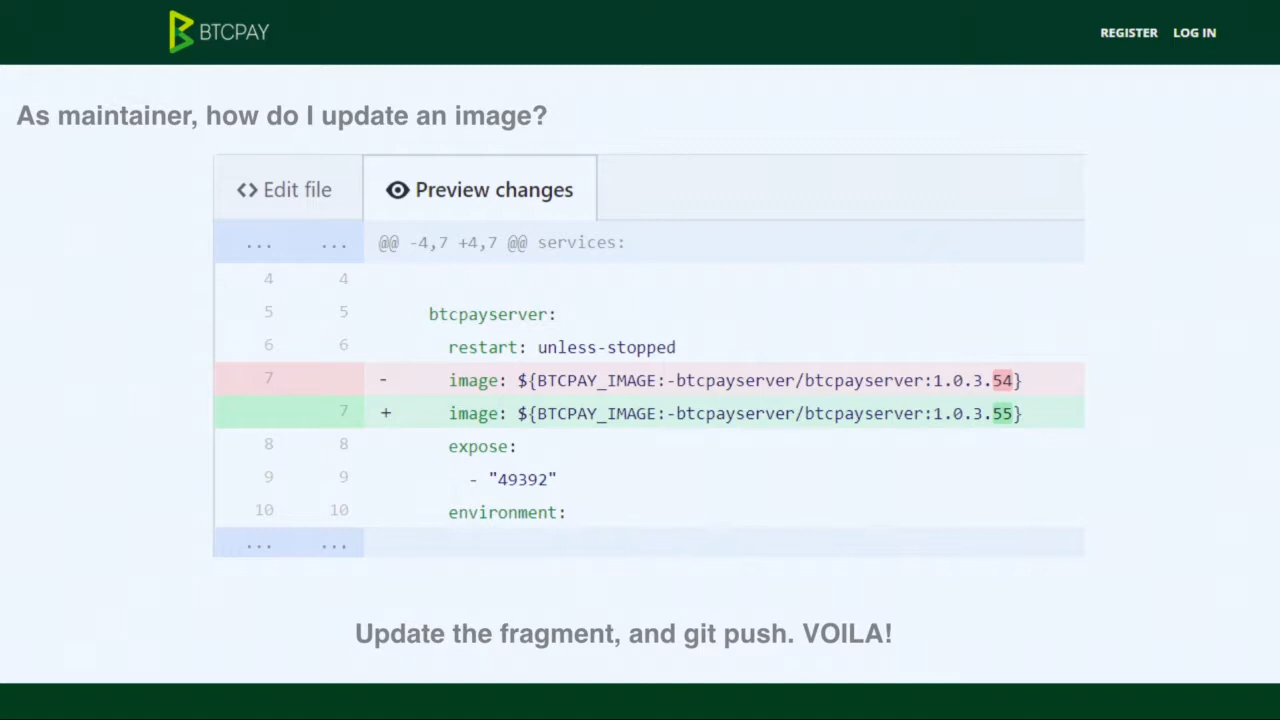 BTCPAY
REGISTER LOG IN
As maintainer, how do I update an image?
<> Edit file Preview changes
... ... @@ -4,7 +4,7 @@ services:
4 4
5 5 btcpayserver:
6 6 restart: unless-stopped
7 - image: ${BTCPAY_IMAGE:-btcpayserver/btcpayserver:1.0.3.54}
7 + image: ${BTCPAY_IMAGE:-btcpayserver/btcpayserver:1.0.3.55}
8 8 expose:
9 9 - "49392"
10 10 environment:
... ...
Update the fragment, and git push. VOILA!